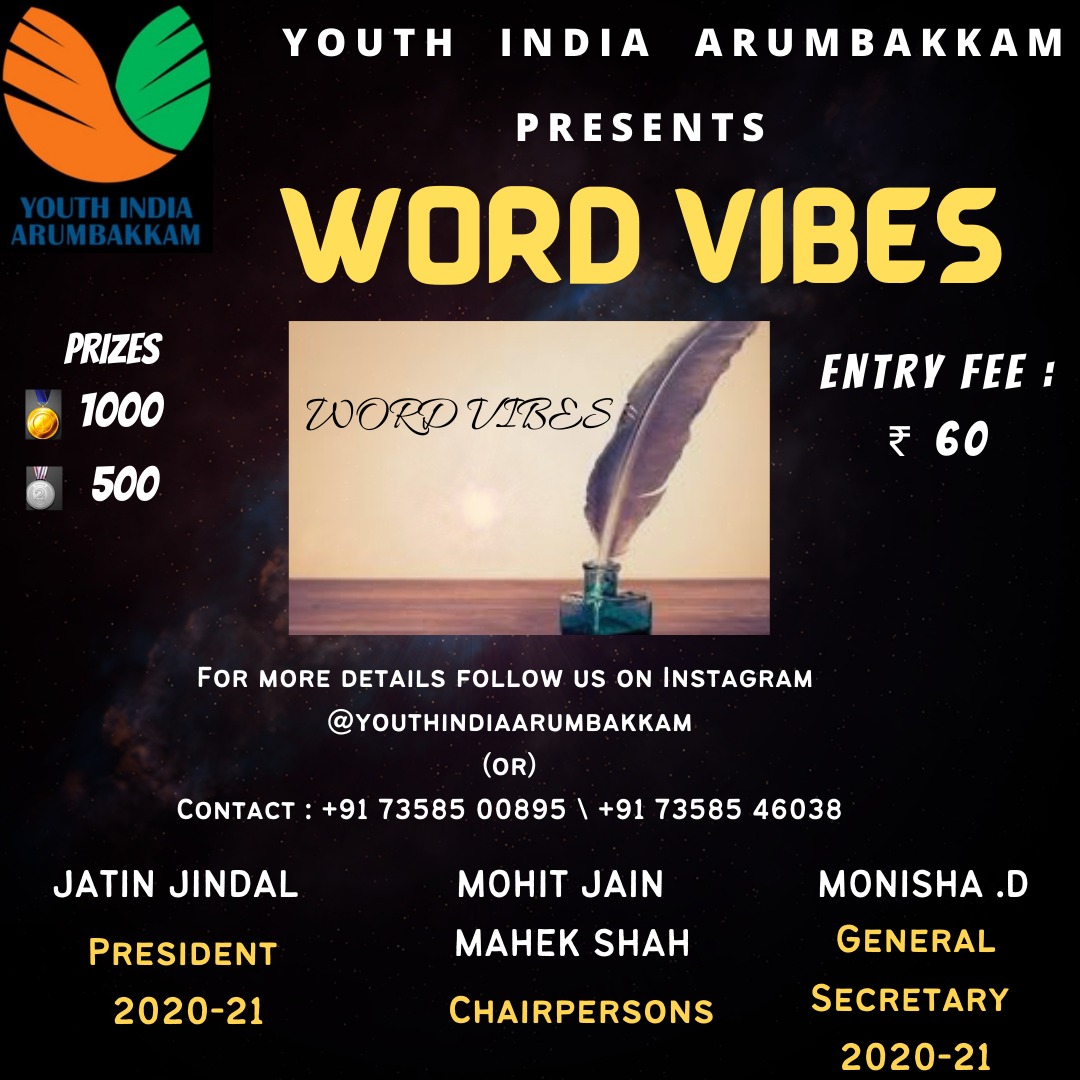 YOUTH INDIA ARUMBAKKAM
PRESENTS
YOUTH INDIA
ARUMBAKKAM
WORD VIBES
PRIZES
1000
500
WORD VIBES
ENTRY FEE :
₹ 60
For more details follow us on Instagram
@youthindiaarumbakkam
(or)
Contact : +91 73585 00895 \ +91 73585 46038
JATIN JINDAL
President
2020-21
MOHIT JAIN
MAHEK SHAH
Chairpersons
MONISHA .D
General
Secretary
2020-21